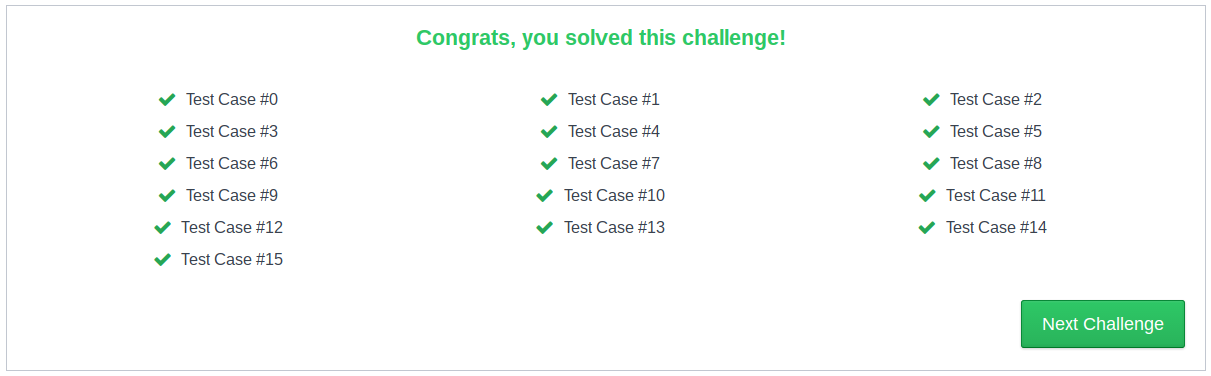 Congrats, you solved this challenge!
Test Case #0 Test Case #1 Test Case #2
Test Case #3 Test Case #4 Test Case #5
Test Case #6 Test Case #7 Test Case #8
Test Case #9 Test Case #10 Test Case #11
Test Case #12 Test Case #13 Test Case #14
Test Case #15
Next Challenge